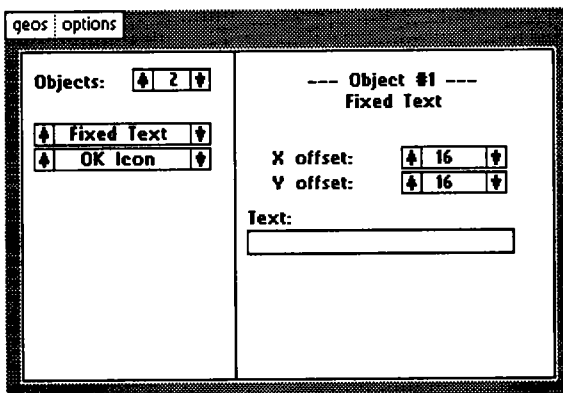 geos options
Objects: 2
Fixed Text
OK Icon
--- Object #1 ---
Fixed Text
X offset: 16
Y offset: 16
Text: